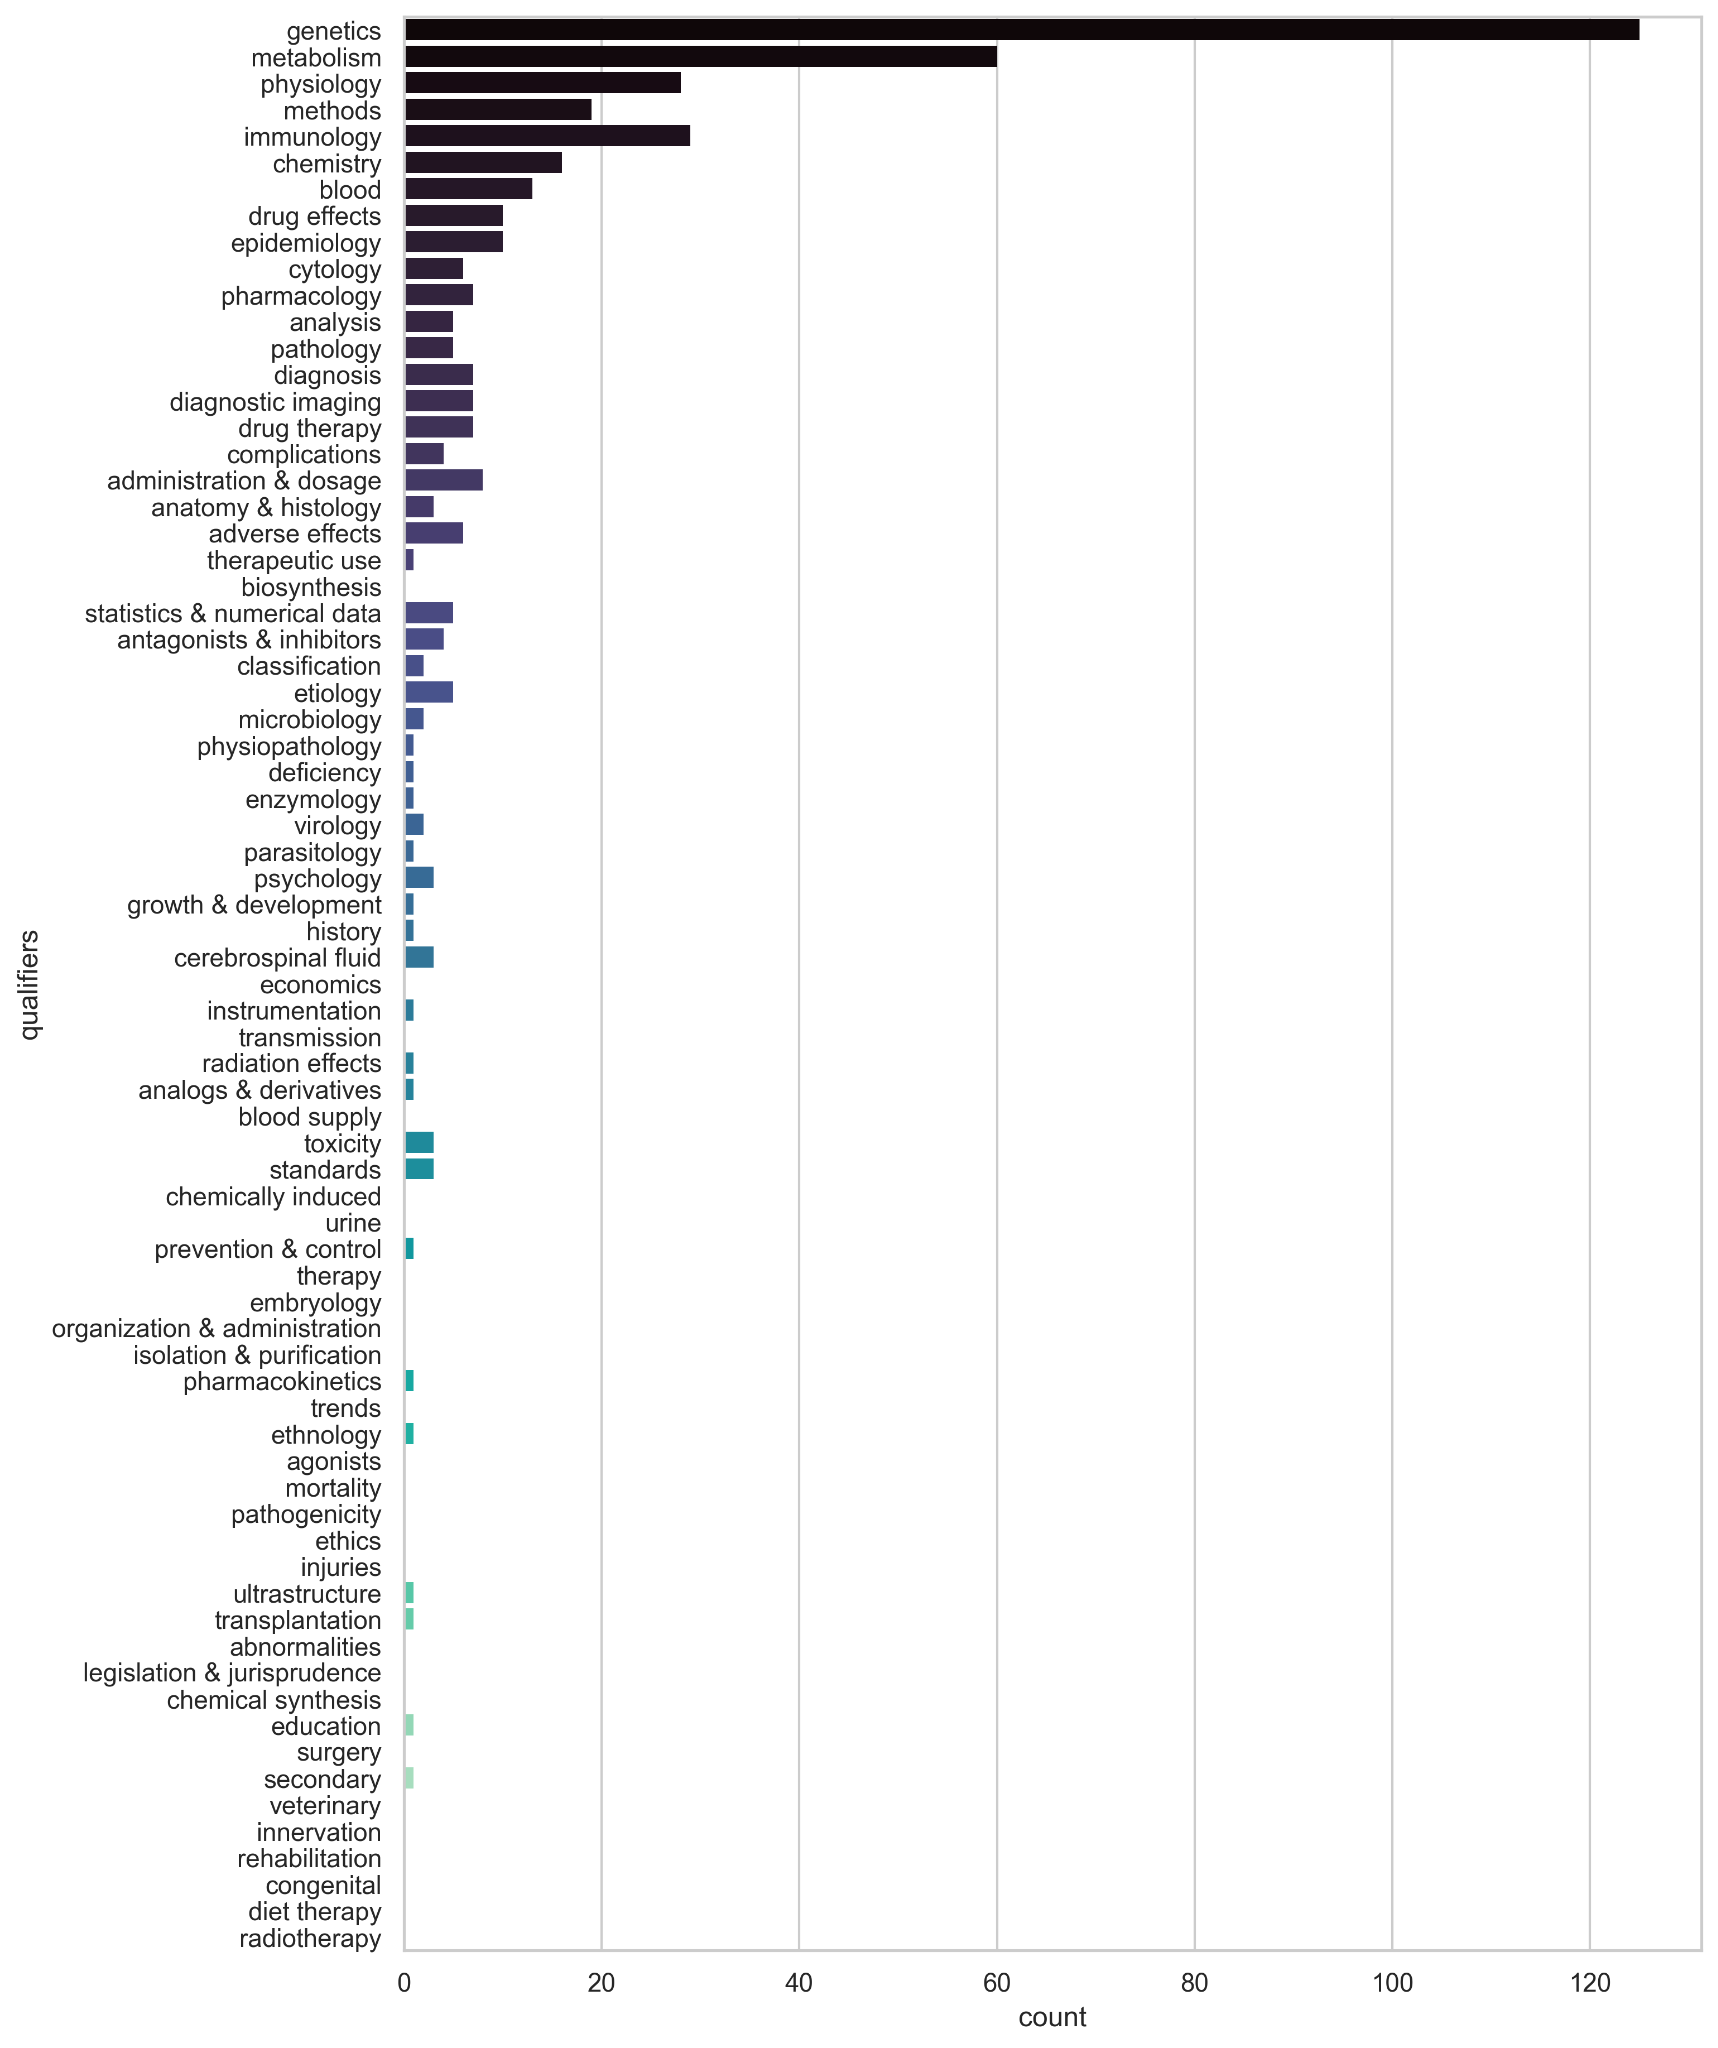 genetics
metabolism
physiology
methods
immunology
chemistry
blood
drug effects
epidemiology
cytology
pharmacology
analysis
pathology
diagnosis
diagnostic imaging
drug therapy
complications
administration & dosage
anatomy & histology
adverse effects
therapeutic use
biosynthesis
statistics & numerical data
antagonists & inhibitors
classification
etiology
microbiology
physiopathology
deficiency
enzymology
virology
parasitology
psychology
growth & development
history
cerebrospinal fluid
economics
instrumentation
transmission
radiation effects
analogs & derivatives
blood supply
toxicity
standards
chemically induced
urine
prevention & control
therapy
embryology
organization & administration
isolation & purification
pharmacokinetics
trends
ethnology
agonists
mortality
pathogenicity
ethics
injuries
ultrastructure
transplantation
abnormalities
legislation & jurisprudence
chemical synthesis
education
surgery
secondary
veterinary
innervation
rehabilitation
congenital
diet therapy
radiotherapy
qualifiers
0 20 40 60 80 100 120
count